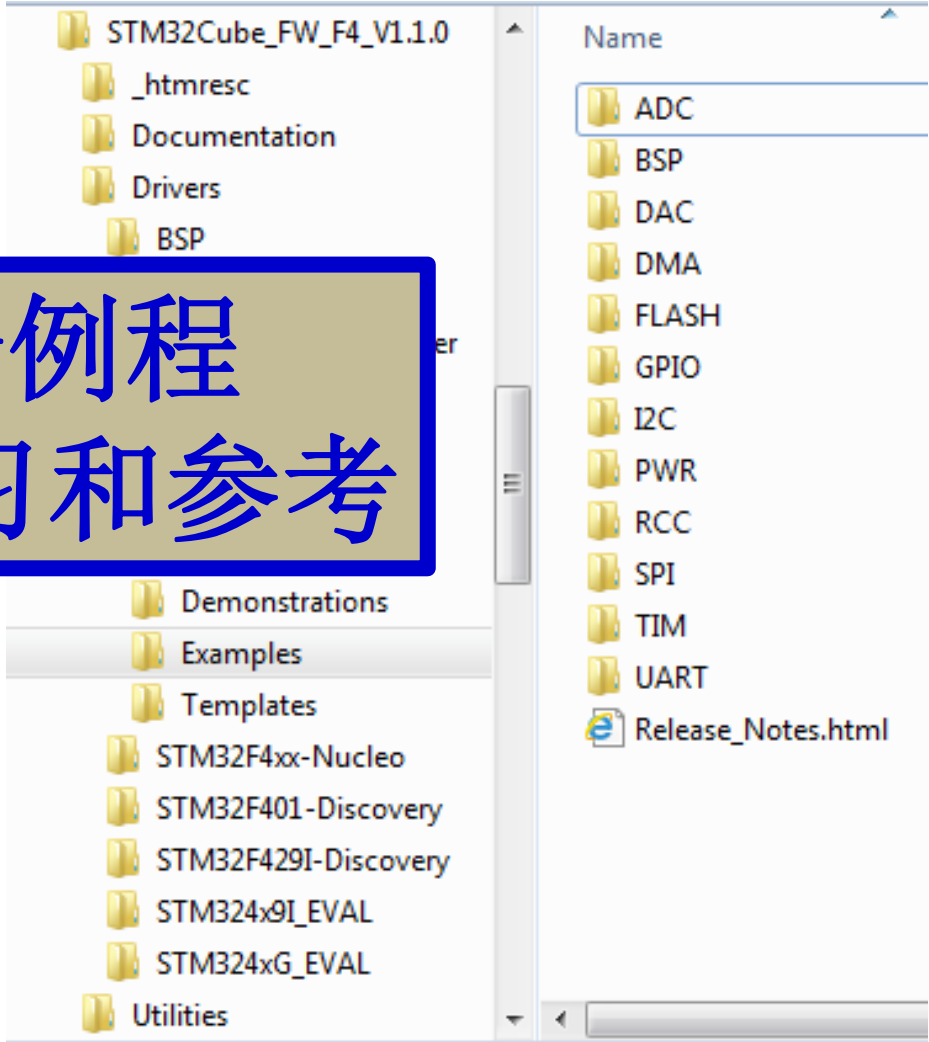 STM32Cube_FW_F4_V1.1.0
_htmresc
Documentation
Drivers
BSP
er
例程
和参考
Demonstrations
Examples
Templates
STM32F4xx-Nucleo
STM32F401-Discovery
STM32F429I-Discovery
STM324x9I_EVAL
STM324xG_EVAL
Utilities
Name
ADC
BSP
DAC
DMA
FLASH
GPIO
I2C
PWR
RCC
SPI
TIM
UART
Release_Notes.html